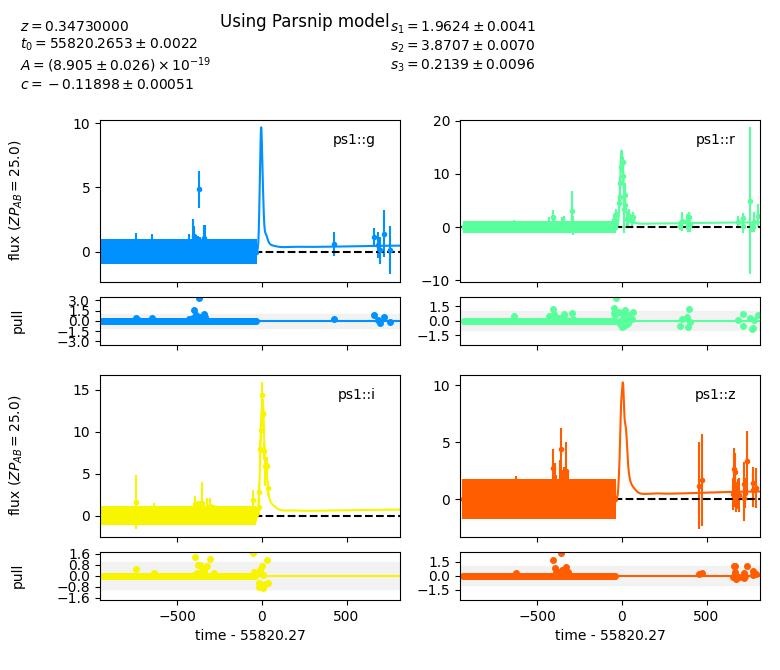 Using Parsnip model
z = 0.34730000
t0 = 55820.2653 ± 0.0022
A = (8.905 ± 0.026) × 10⁻¹⁹
c = −0.11898 ± 0.00051
s1 = 1.9624 ± 0.0041
s2 = 3.8707 ± 0.0070
s3 = 0.2139 ± 0.0096
flux (ZP_AB = 25.0)
10
5
0
ps1::g
20
10
0
−10
ps1::r
pull
3.0
1.5
0.0
−1.5
−3.0
1.5
0.0
−1.5
flux (ZP_AB = 25.0)
15
10
5
0
ps1::i
10
5
0
ps1::z
pull
1.6
0.8
0.0
−0.8
−1.6
1.5
0.0
−1.5
−500 0 500
−500 0 500
time - 55820.27
time - 55820.27